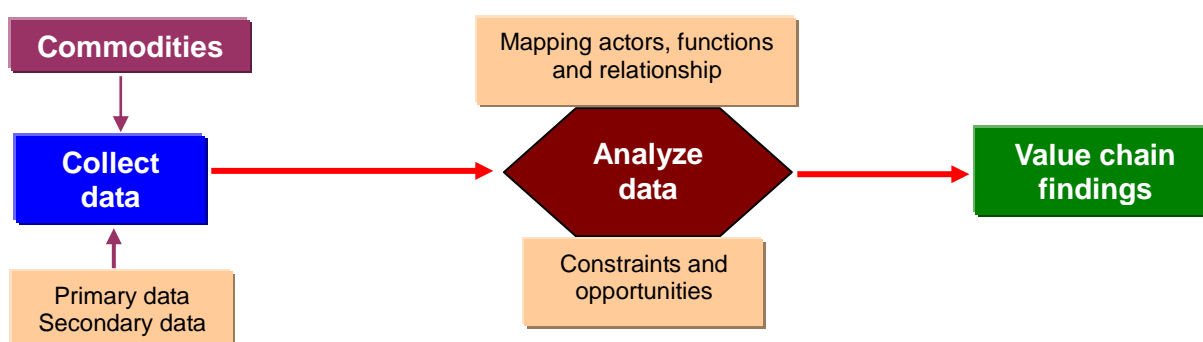 Commodities
Collect
data
Primary data
Secondary data
Mapping actors, functions
and relationship
Analyze
data
Constraints and
opportunities
Value chain
findings